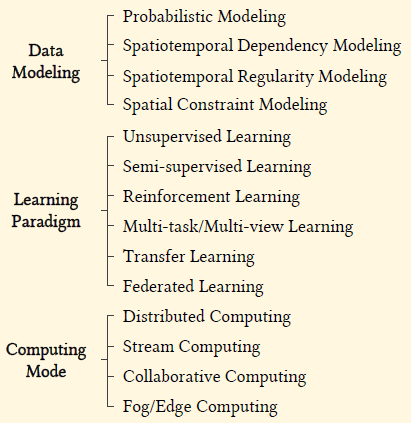 Data
Modeling
Probabilistic Modeling
Spatiotemporal Dependency Modeling
Spatiotemporal Regularity Modeling
Spatial Constraint Modeling
Learning
Paradigm
Unsupervised Learning
Semi-supervised Learning
Reinforcement Learning
Multi-task/Multi-view Learning
Transfer Learning
Federated Learning
Computing
Mode
Distributed Computing
Stream Computing
Collaborative Computing
Fog/Edge Computing